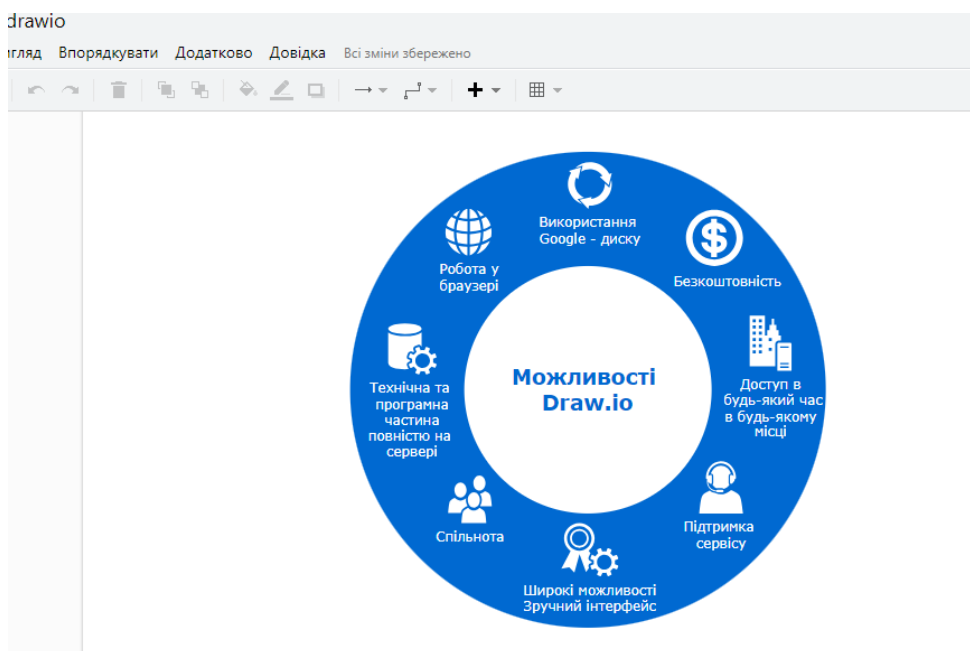 drawio
Впорядкувати Додатково Довідка Всі зміни збережено
Використання
Google - диску
Безкоштовність
Доступ в
будь-який час
в будь-якому
місці
Підтримка
сервісу
Широкі можливості
Зручний інтерфейс
Спільнота
Технічна та
програмна
частина
повністю на
сервері
Робота у
браузері
Можливості
Draw.io